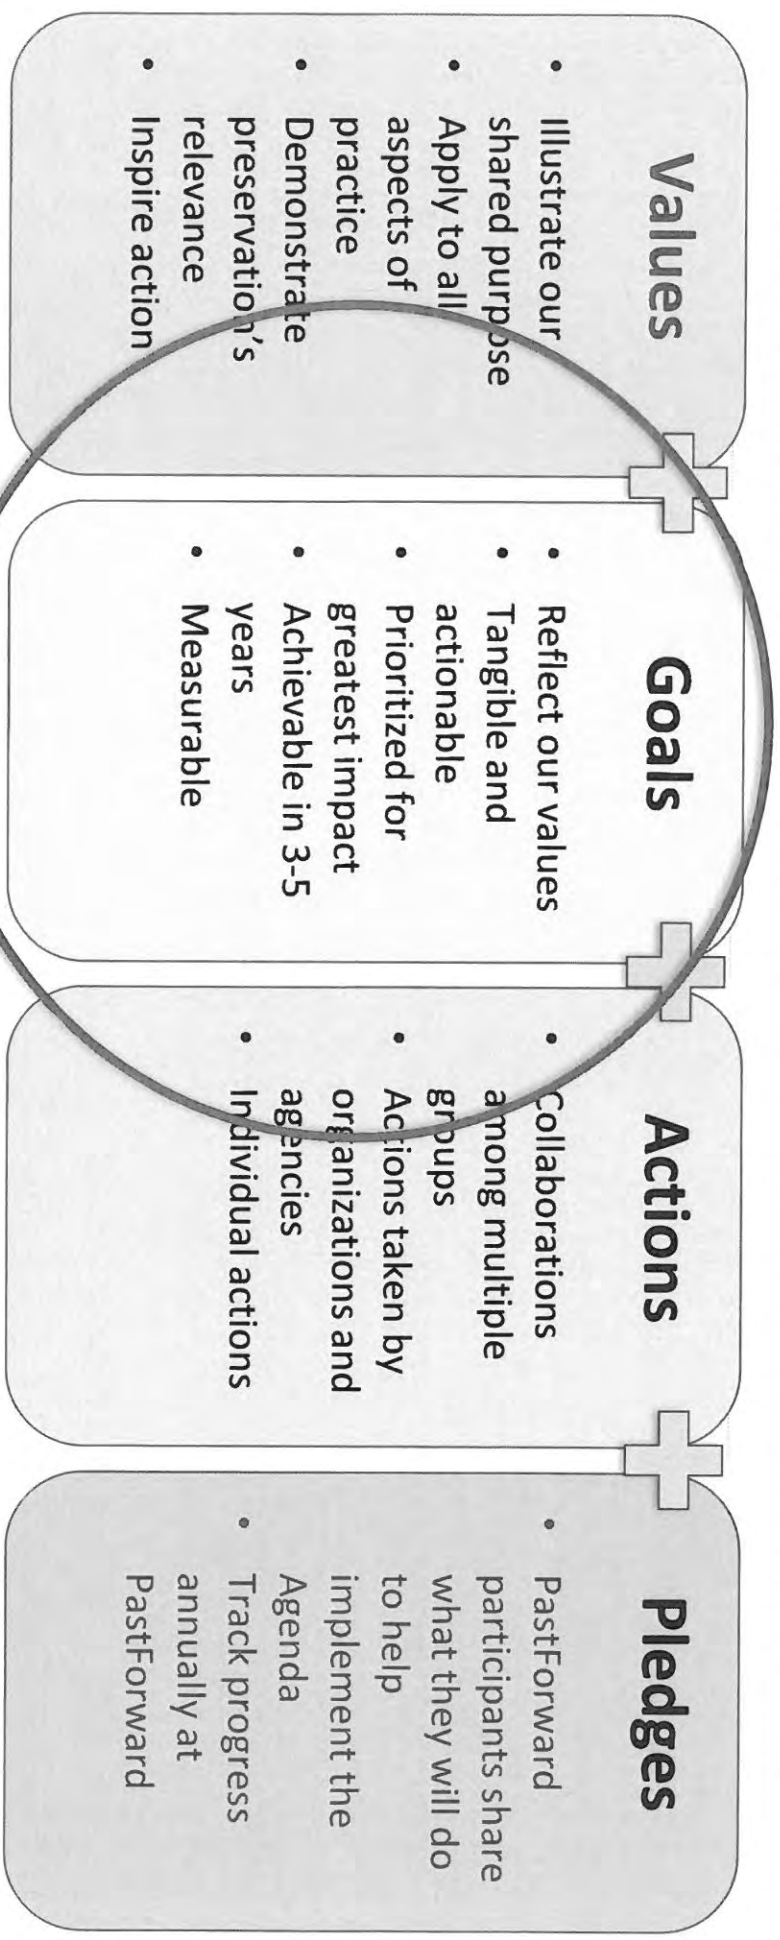 Values
• Illustrate our
shared purpose
• Apply to all
aspects of
practice
• Demonstrate
preservation's
relevance
• Inspire action
Goals
• Reflect our values
• Tangible and
actionable
• Prioritized for
greatest impact
• Achievable in 3-5
years
• Measurable
Actions
• Collaborations
among multiple
groups
• Actions taken by
organizations and
agencies
• Individual actions
Pledges
• PastForward
participants share
what they will do
to help
implement the
Agenda
• Track progress
annually at
PastForward